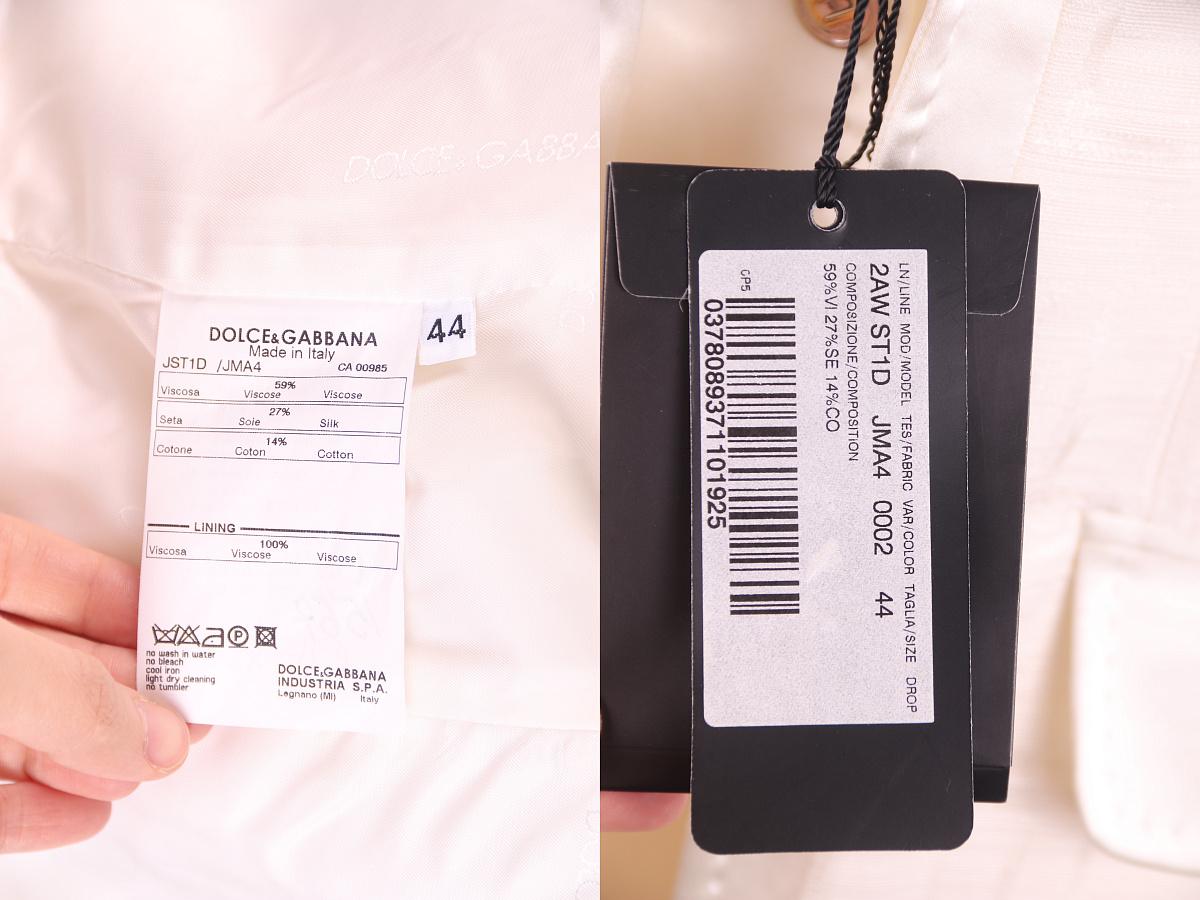 DOLCE&GABBA
DOLCE&GABBANA
Made in Italy
JST1D /JMA4 CA 00985
59%
Viscosa Viscose Viscose
27%
Seta Soie Silk
14%
Cotone Coton Cotton
LINING
100%
Viscosa Viscose Viscose
P
no wash in water
no bleach
cool iron
light dry cleaning
no tumbler
DOLCE&GABBANA
INDUSTRIA S.P.A.
Legnano (MI) Italy
44
LN/LINE MOD/MODEL TES/FABRIC VAR/COLOR TAGLIA/SIZE DROP
2AW ST1D JMA4 0002 44
COMPOSIZIONE/COMPOSITION
59%VI 27%SE 14%CO
CP5
0378089371101925